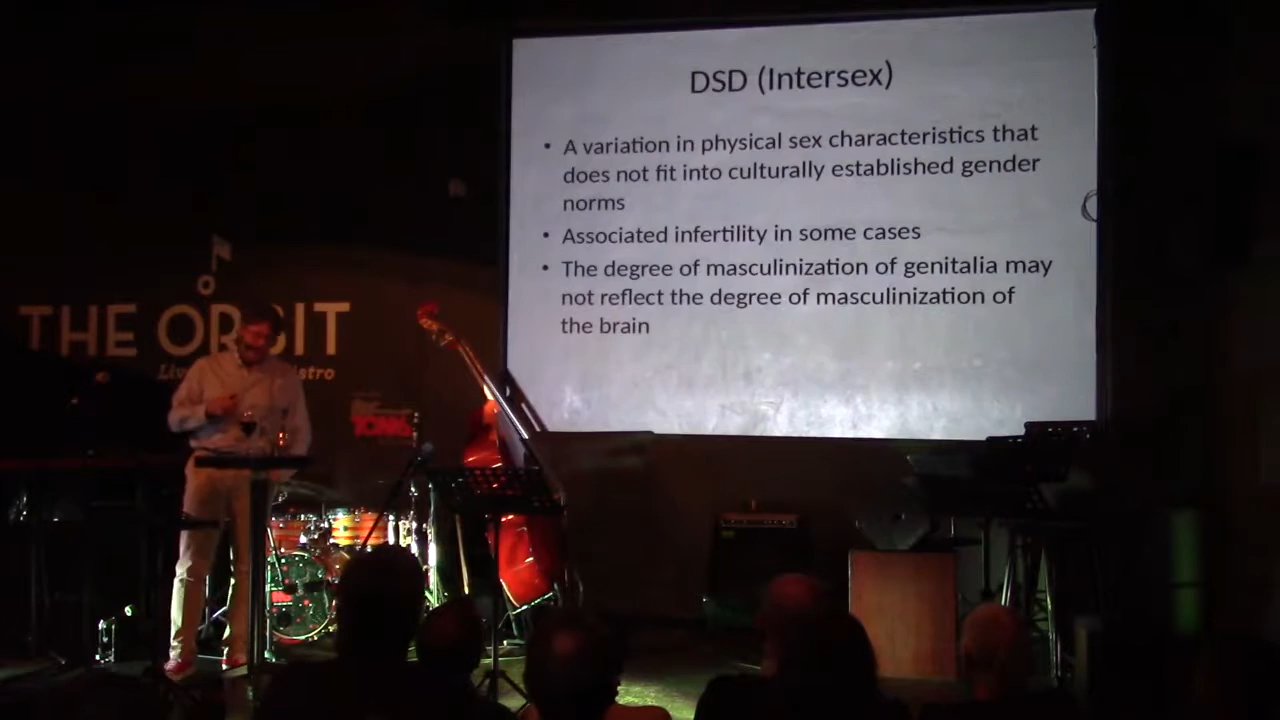 DSD (Intersex)
• A variation in physical sex characteristics that
does not fit into culturally established gender
norms
• Associated infertility in some cases
• The degree of masculinization of genitalia may
not reflect the degree of masculinization of
the brain
THE ORBIT